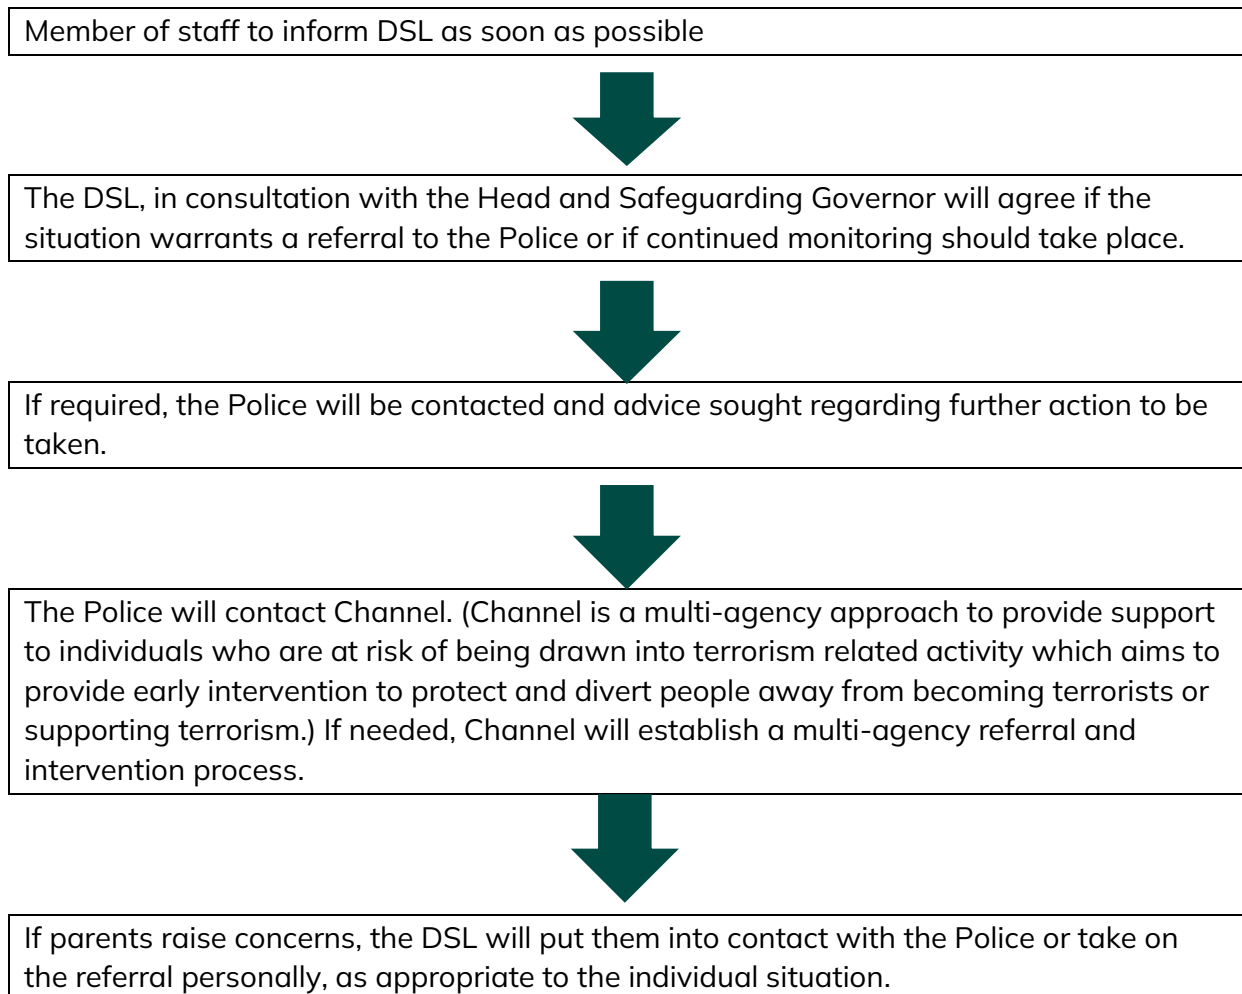 Member of staff to inform DSL as soon as possible
The DSL, in consultation with the Head and Safeguarding Governor will agree if the
situation warrants a referral to the Police or if continued monitoring should take place.
If required, the Police will be contacted and advice sought regarding further action to be
taken.
The Police will contact Channel. (Channel is a multi-agency approach to provide support
to individuals who are at risk of being drawn into terrorism related activity which aims to
provide early intervention to protect and divert people away from becoming terrorists or
supporting terrorism.) If needed, Channel will establish a multi-agency referral and
intervention process.
If parents raise concerns, the DSL will put them into contact with the Police or take on
the referral personally, as appropriate to the individual situation.